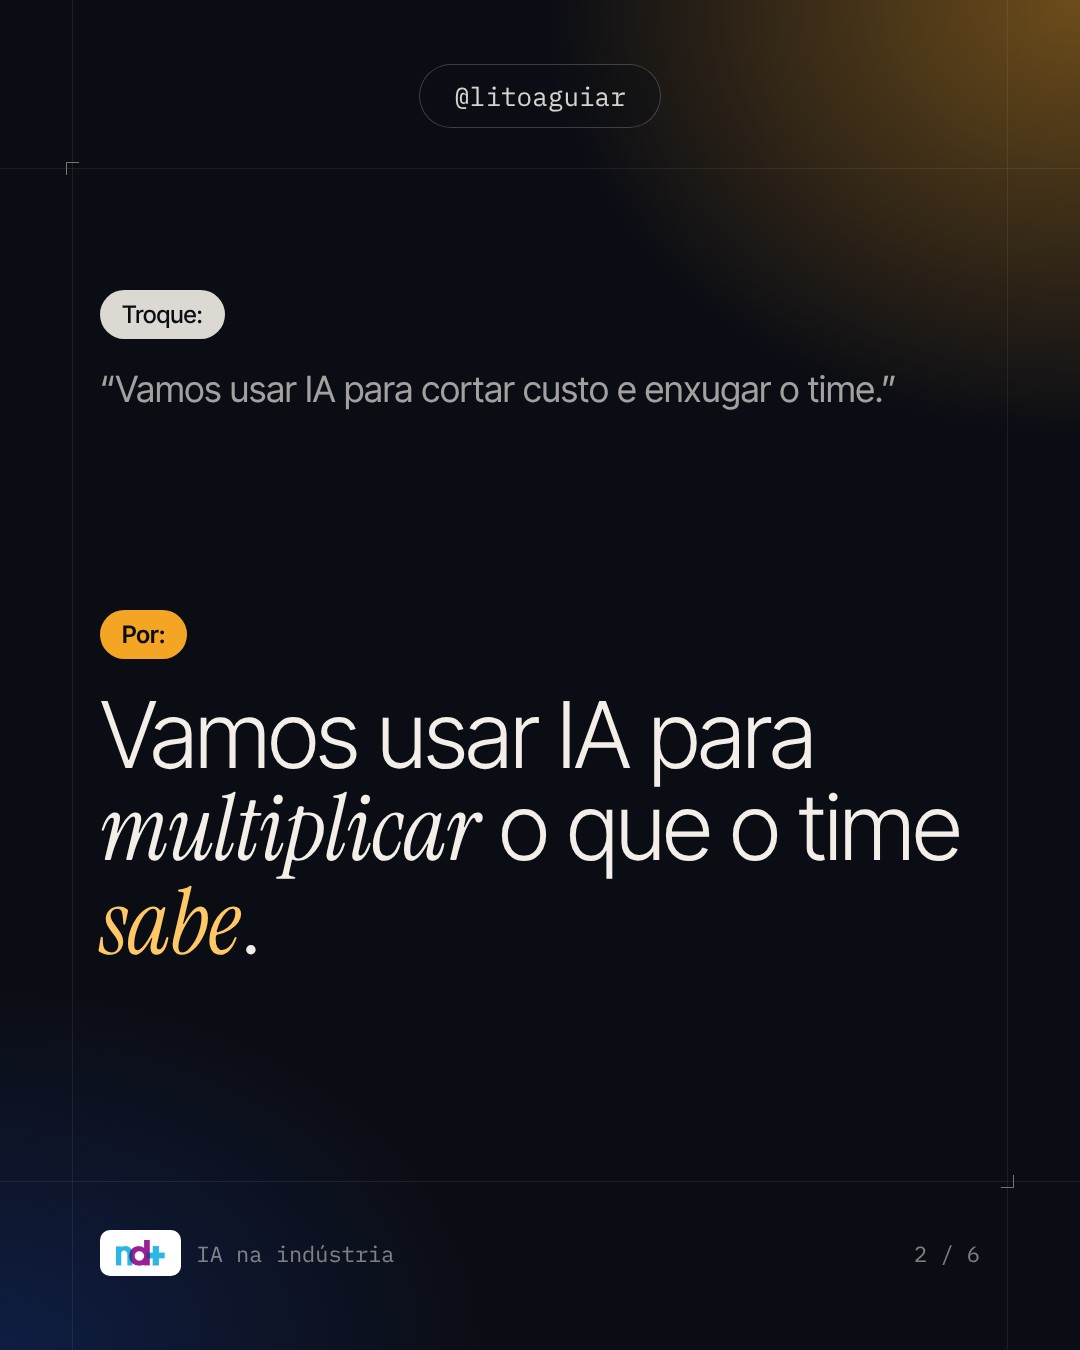 @litoaguiar
Troque:
“Vamos usar IA para cortar custo e enxugar o time.”
Por:
Vamos usar IA para
multiplicar o que o time
sabe.
nd+ IA na indústria
2 / 6